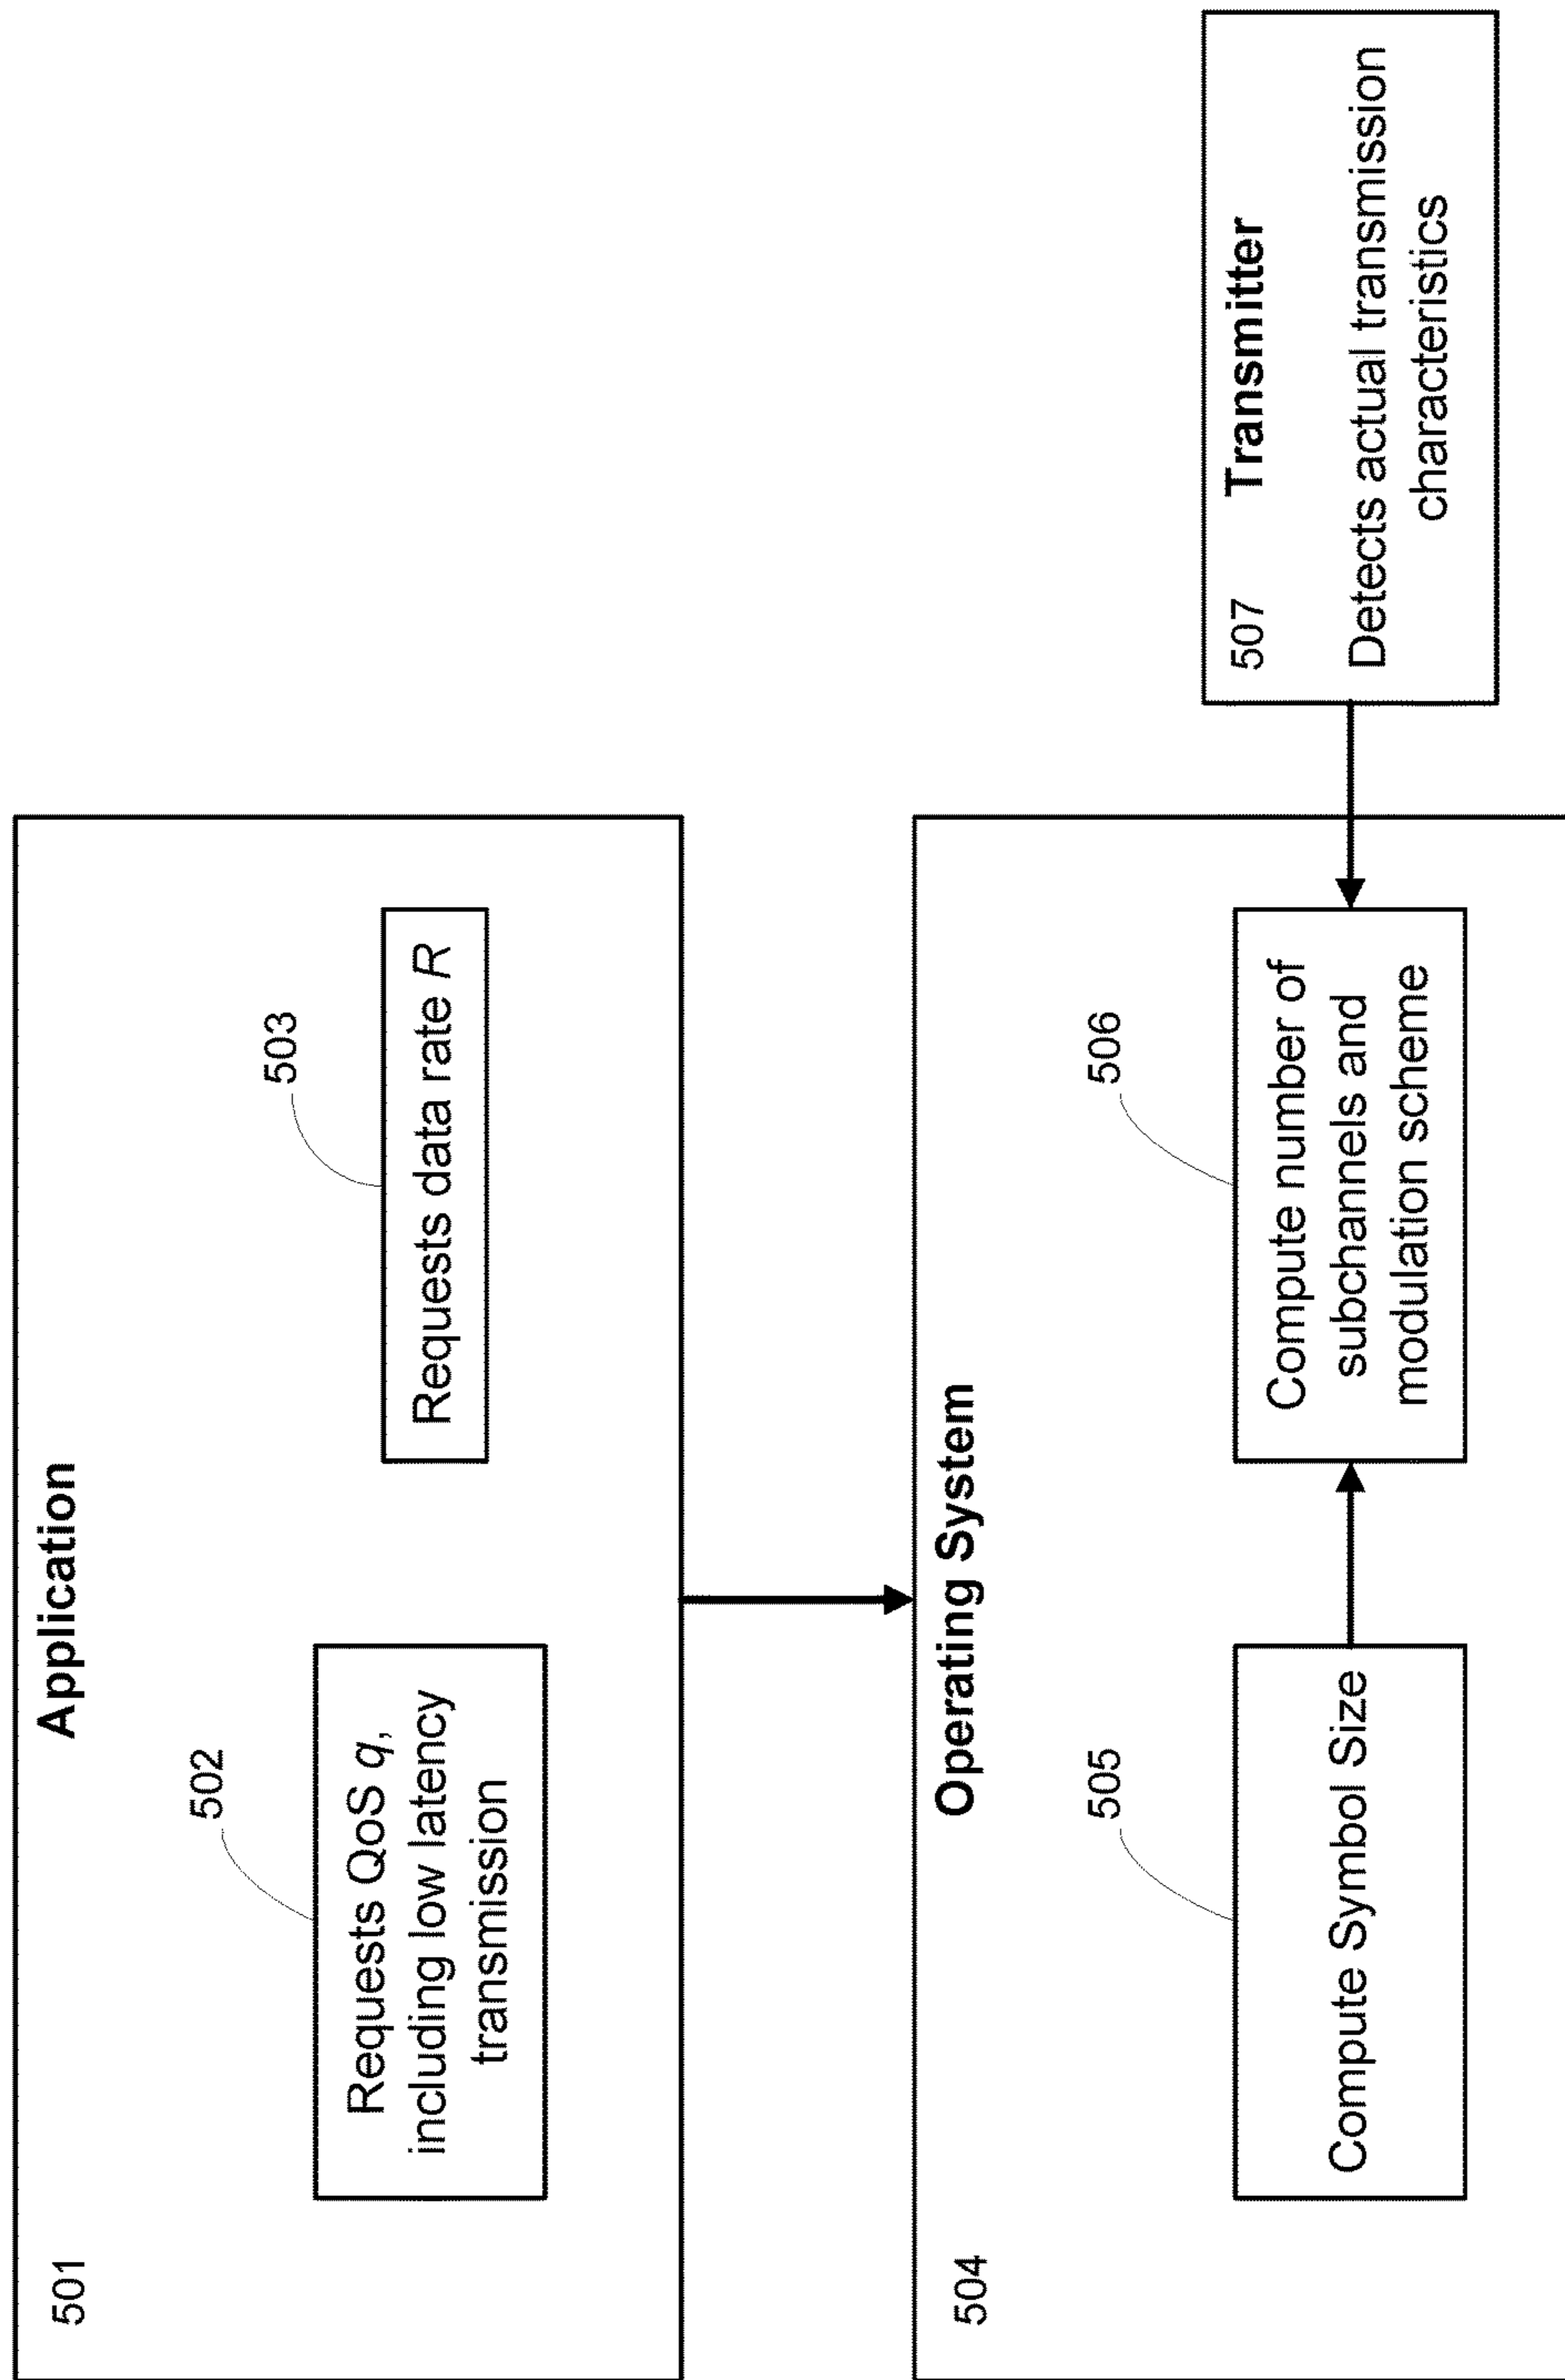 Application
501
502
Requests QoS q,
including low latency
transmission
503
Requests data rate R
Operating System
504
505
Compute Symbol Size
506
Compute number of
subchannels and
modulation scheme
507 Transmitter
Detects actual transmission
characteristics